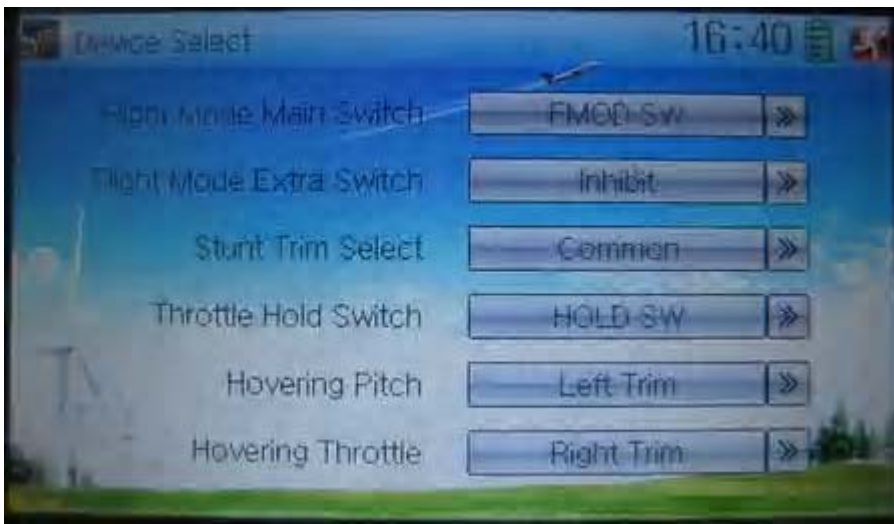 Device Select 16:40
Flight Mode Main Switch FMOD SW
Flight Mode Extra Switch Inhibit
Stunt Trim Select Common
Throttle Hold Switch HOLD SW
Hovering Pitch Left Trim
Hovering Throttle Right Trim